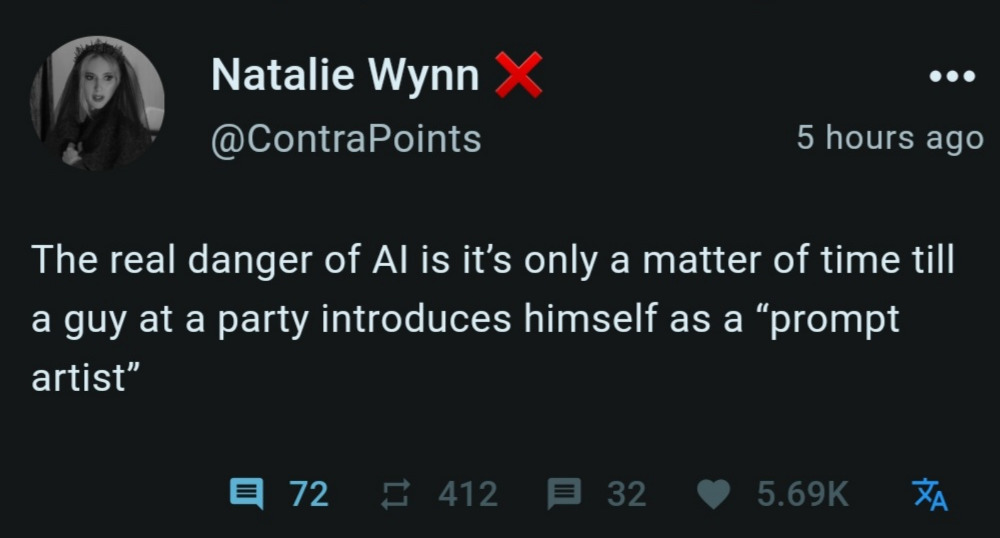 Natalie Wynn ❌
@ContraPoints
5 hours ago
The real danger of AI is it’s only a matter of time till
a guy at a party introduces himself as a “prompt
artist”
72 412 32 5.69K